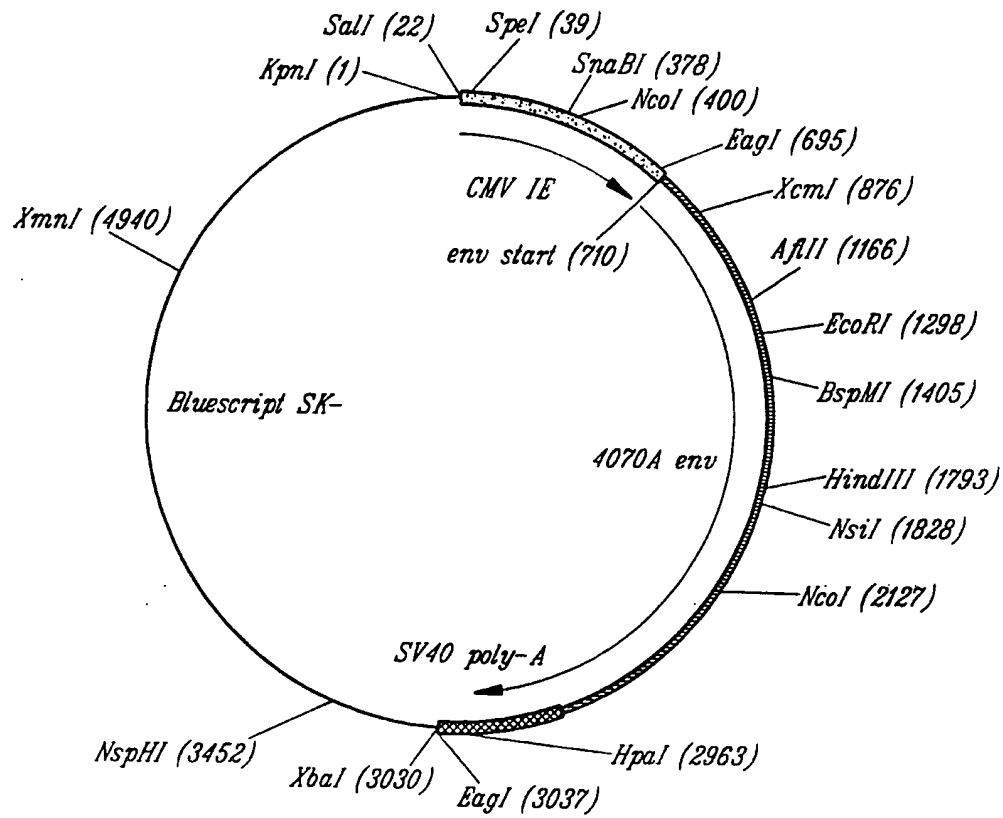 SalI (22)
SpeI (39)
KpnI (1)
SnaBI (378)
NcoI (400)
EagI (695)
CMV IE
XcmI (876)
XmnI (4940)
env start (710)
AflII (1166)
EcoRI (1298)
Bluescript SK-
BspMI (1405)
4070A env
HindIII (1793)
NsiI (1828)
NcoI (2127)
SV40 poly-A
NspHI (3452)
HpaI (2963)
XbaI (3030)
EagI (3037)